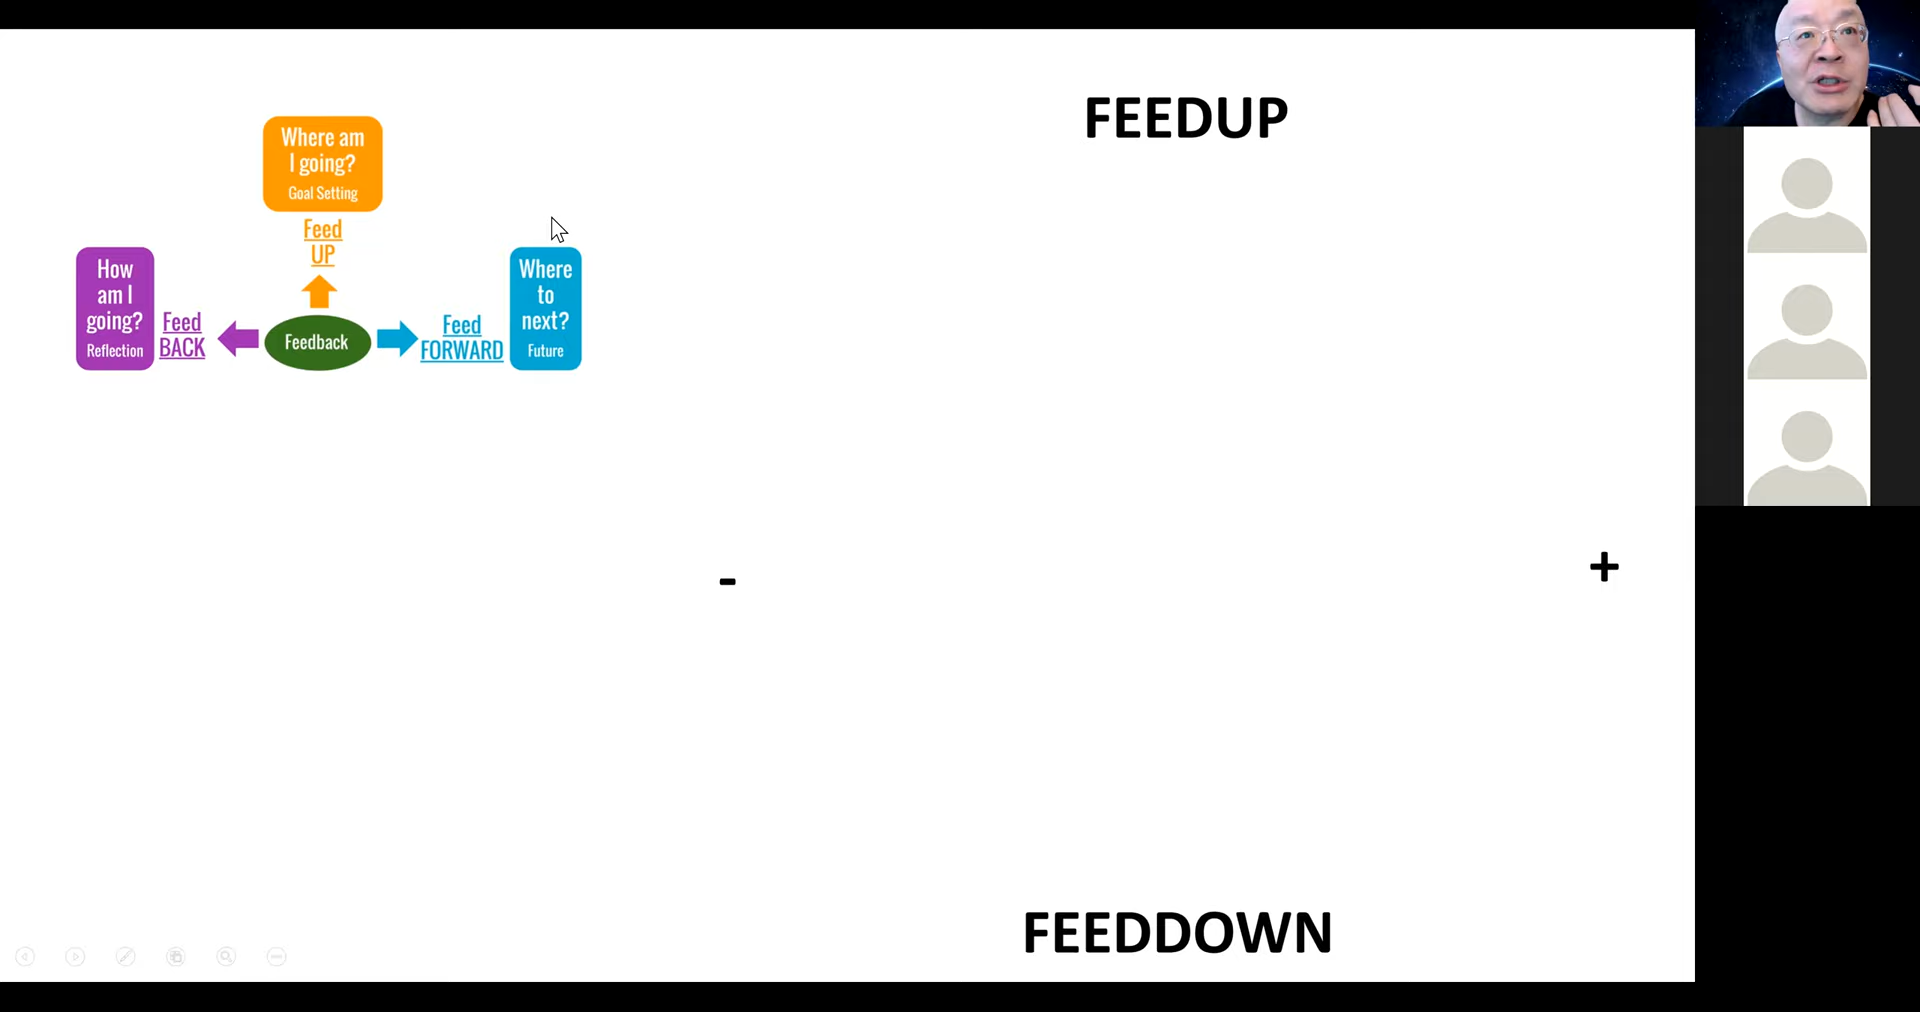 FEEDUP
Where am
I going?
Goal Setting
Feed
UP
How
am I
going?
Reflection
Feed
BACK
Feedback
Feed
FORWARD
Where
to
next?
Future
-
+
FEEDDOWN